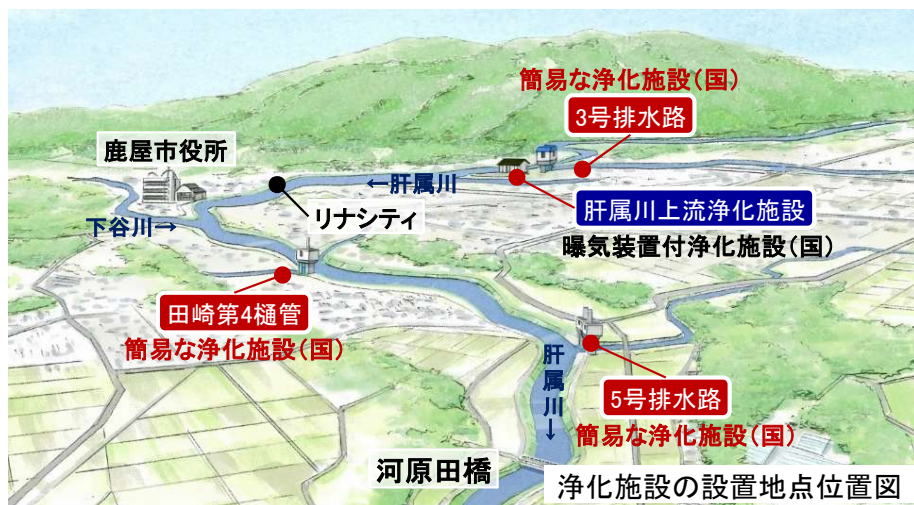 簡易な浄化施設(国)
3号排水路
鹿屋市役所
←肝属川
リナシティ
肝属川上流浄化施設
曝気装置付浄化施設(国)
下谷川→
田崎第4樋管
簡易な浄化施設(国)
肝属川↓
5号排水路
簡易な浄化施設(国)
河原田橋
浄化施設の設置地点位置図